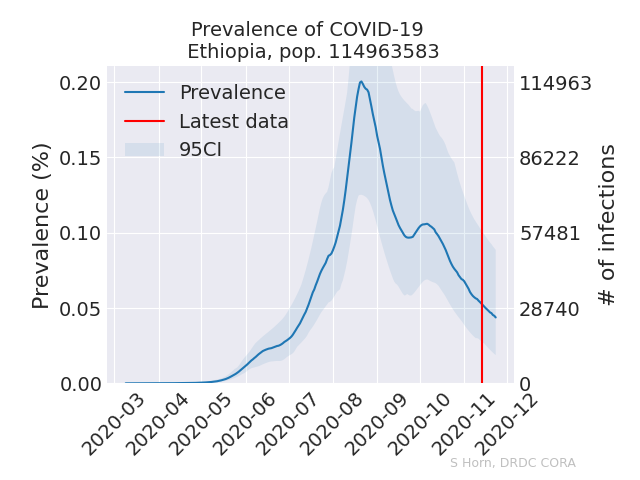 Prevalence of COVID-19
Ethiopia, pop. 114963583
Prevalence (%)
0.20
0.15
0.10
0.05
0.00
Prevalence
Latest data
95CI
114963
86222
57481
28740
0
# of infections
2020-03
2020-04
2020-05
2020-06
2020-07
2020-08
2020-09
2020-10
2020-11
2020-12
S Horn, DRDC CORA